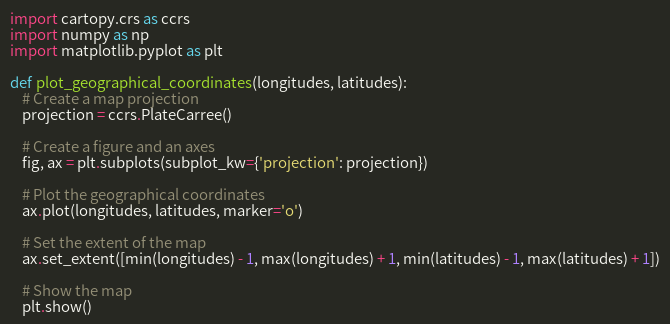 import cartopy.crs as ccrs
import numpy as np
import matplotlib.pyplot as plt

def plot_geographical_coordinates(longitudes, latitudes):
    # Create a map projection
    projection = ccrs.PlateCarree()

    # Create a figure and an axes
    fig, ax = plt.subplots(subplot_kw={'projection': projection})

    # Plot the geographical coordinates
    ax.plot(longitudes, latitudes, marker='o')

    # Set the extent of the map
    ax.set_extent([min(longitudes) - 1, max(longitudes) + 1, min(latitudes) - 1, max(latitudes) + 1])

    # Show the map
    plt.show()